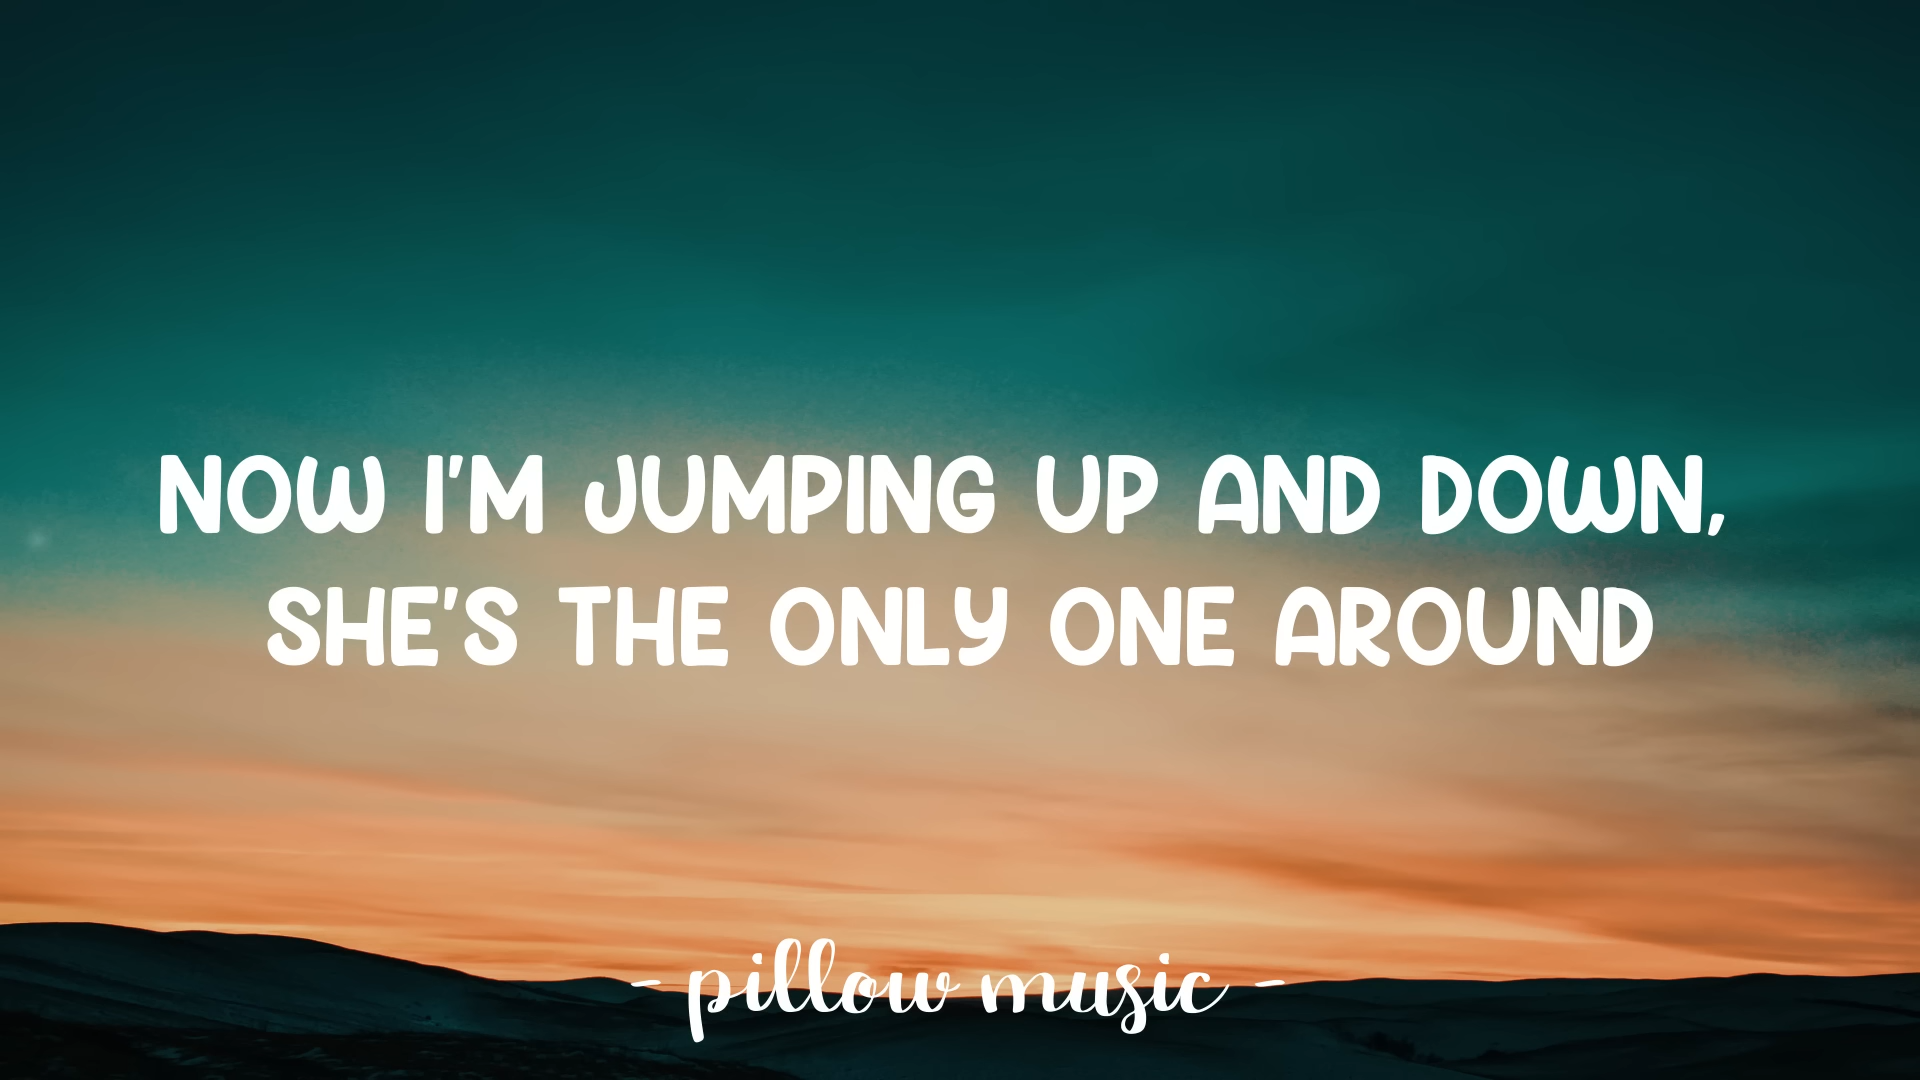 NOW I'M JUMPING UP AND DOWN,
SHE'S THE ONLY ONE AROUND
- pillow music -